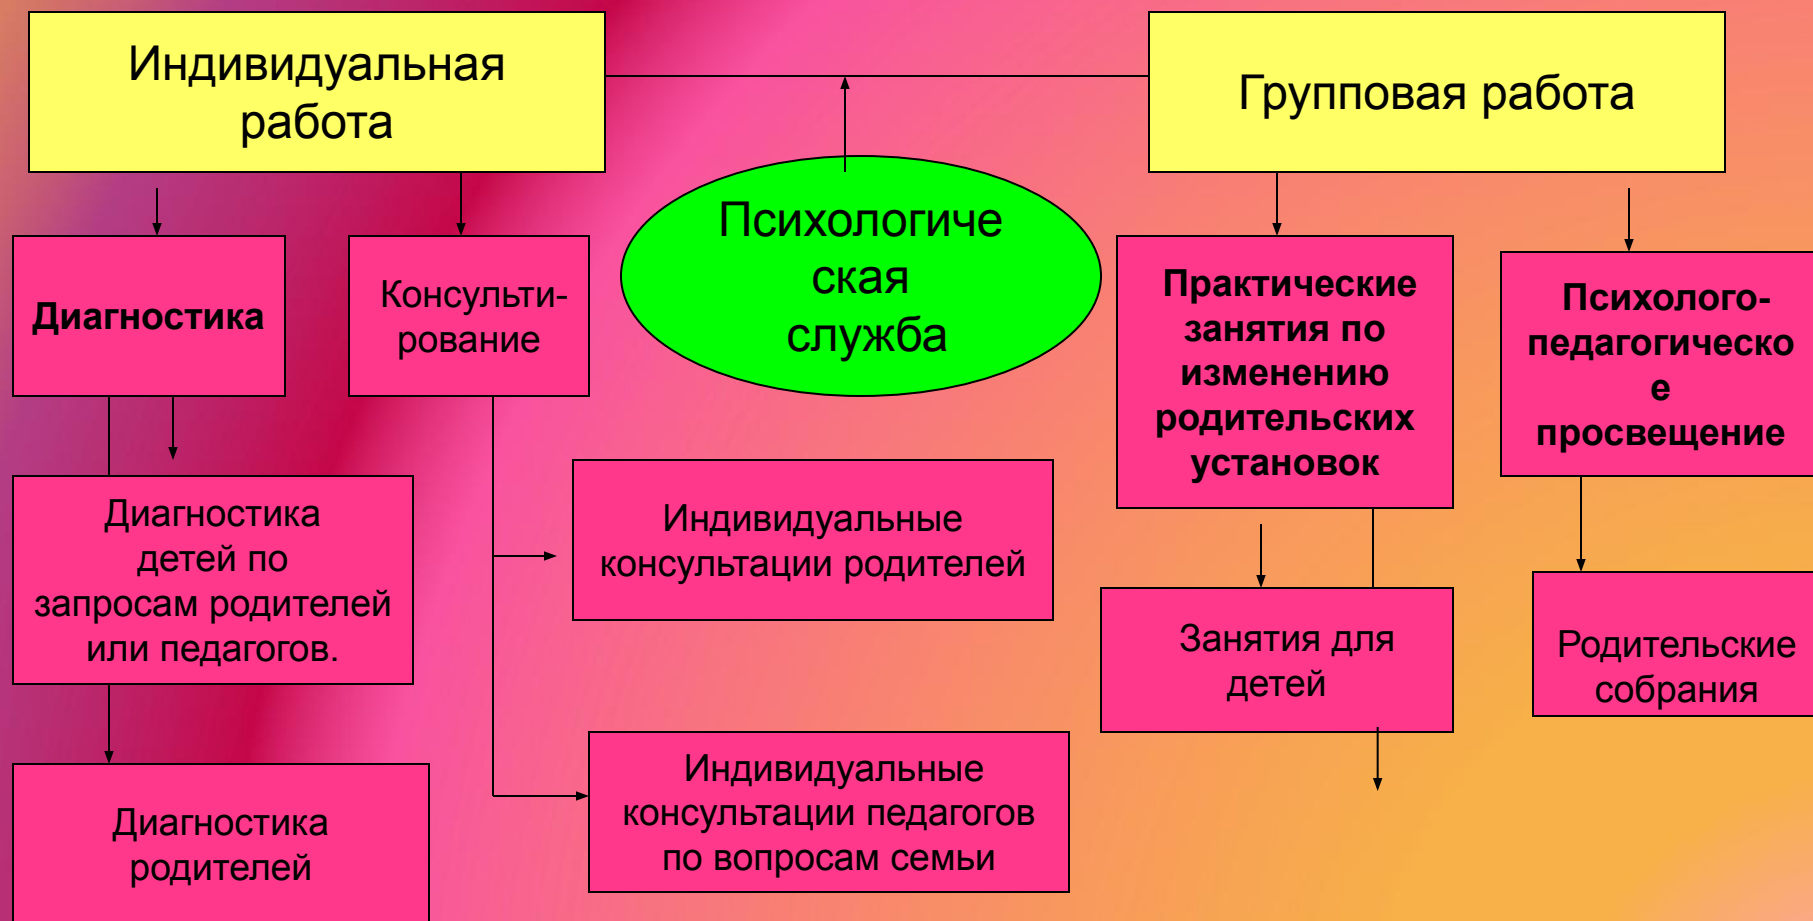 Индивидуальная
работа
Групповая работа
Психологиче
ская
служба
Диагностика
Консульти-
рование
Практические
занятия по
изменению
родительских
установок
Психолого-
педагогическо
е
просвещение
Диагностика
детей по
запросам родителей
или педагогов.
Индивидуальные
консультации родителей
Занятия для
детей
Родительские
собрания
Диагностика
родителей
Индивидуальные
консультации педагогов
по вопросам семьи